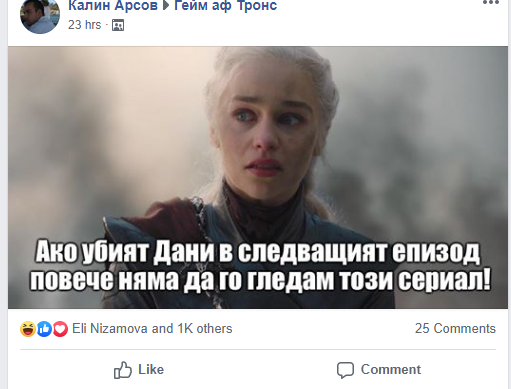 Калин Арсов ▸ Гейм аф Тронс
23 hrs ·
Ако убият Дани в следващият епизод
повече няма да го гледам този сериал!
Eli Nizamova and 1K others 25 Comments
Like Comment